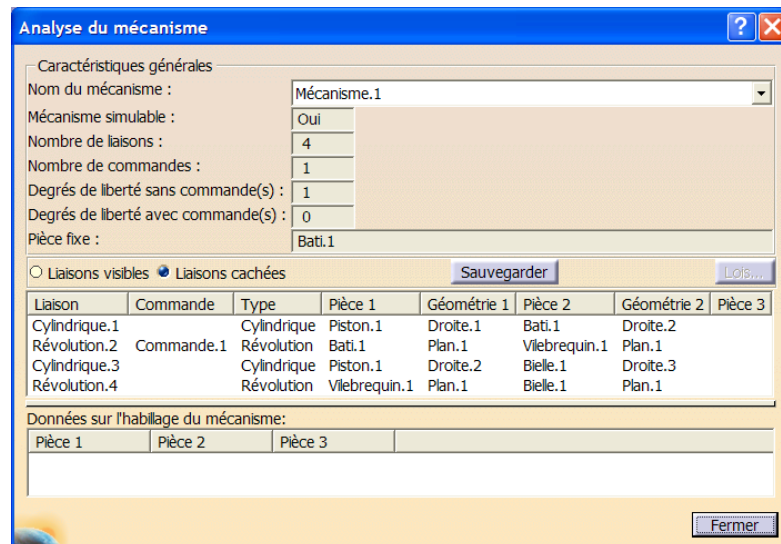 Analyse du mécanisme
Caractéristiques générales
Nom du mécanisme : Mécanisme.1
Mécanisme simulable : Oui
Nombre de liaisons : 4
Nombre de commandes : 1
Degrés de liberté sans commande(s) : 1
Degrés de liberté avec commande(s) : 0
Pièce fixe : Bati.1
Liaisons visibles Liaisons cachées Sauvegarder Lois...
Liaison Commande Type Pièce 1 Géométrie 1 Pièce 2 Géométrie 2 Pièce 3
Cylindrique.1 Cylindrique Piston.1 Droite.1 Bati.1 Droite.2
Révolution.2 Commande.1 Révolution Bati.1 Plan.1 Vilebrequin.1 Plan.1
Cylindrique.3 Cylindrique Piston.1 Droite.2 Bielle.1 Droite.3
Révolution.4 Révolution Vilebrequin.1 Plan.1 Bielle.1 Plan.1
Données sur l'habillage du mécanisme:
Pièce 1 Pièce 2 Pièce 3
Fermer